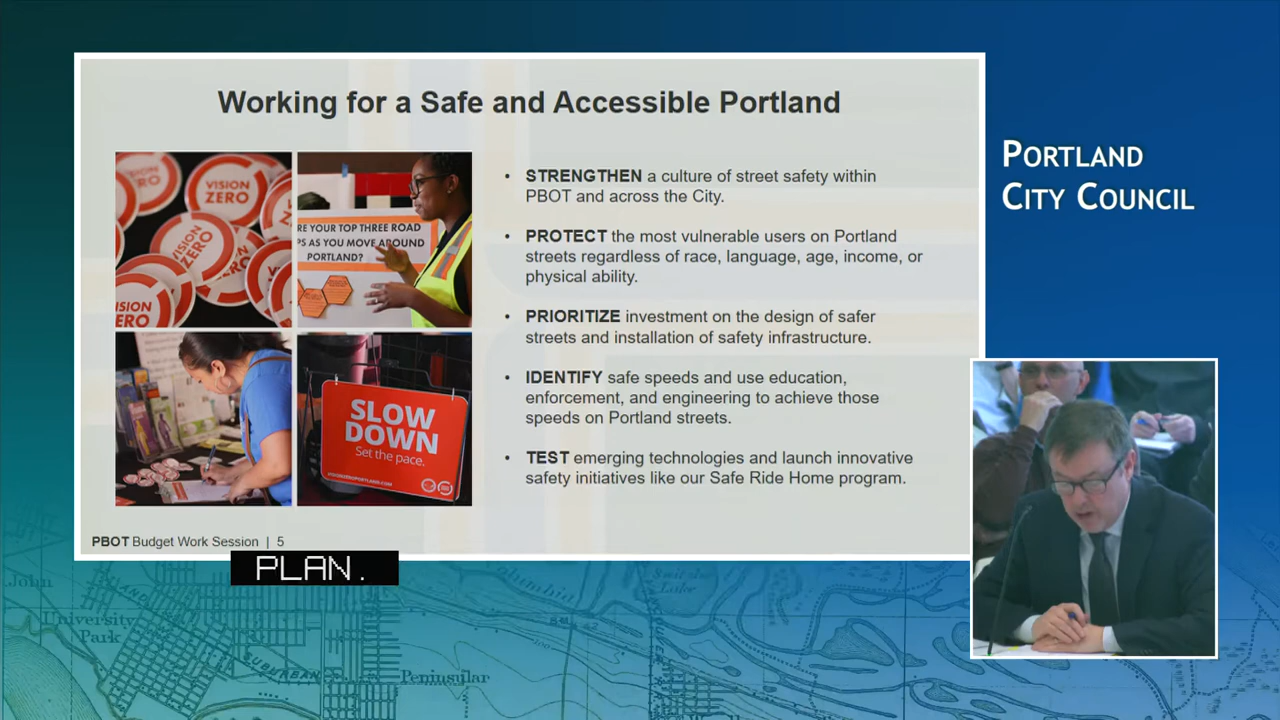 Working for a Safe and Accessible Portland
PORTLAND
CITY COUNCIL
VISION
ZERO
VISION
ZERO
RE YOUR TOP THREE ROAD
PS AS YOU MOVE AROUND
PORTLAND?
SLOW
DOWN
Set the pace.
VISIONZEROPORTLAND.COM
• STRENGTHEN a culture of street safety within
PBOT and across the City.
• PROTECT the most vulnerable users on Portland
streets regardless of race, language, age, income, or
physical ability.
• PRIORITIZE investment on the design of safer
streets and installation of safety infrastructure.
• IDENTIFY safe speeds and use education,
enforcement, and engineering to achieve those
speeds on Portland streets.
• TEST emerging technologies and launch innovative
safety initiatives like our Safe Ride Home program.
PBOT Budget Work Session | 5
PLAN.
John
University
Park
SUBURBAN
Peninsular